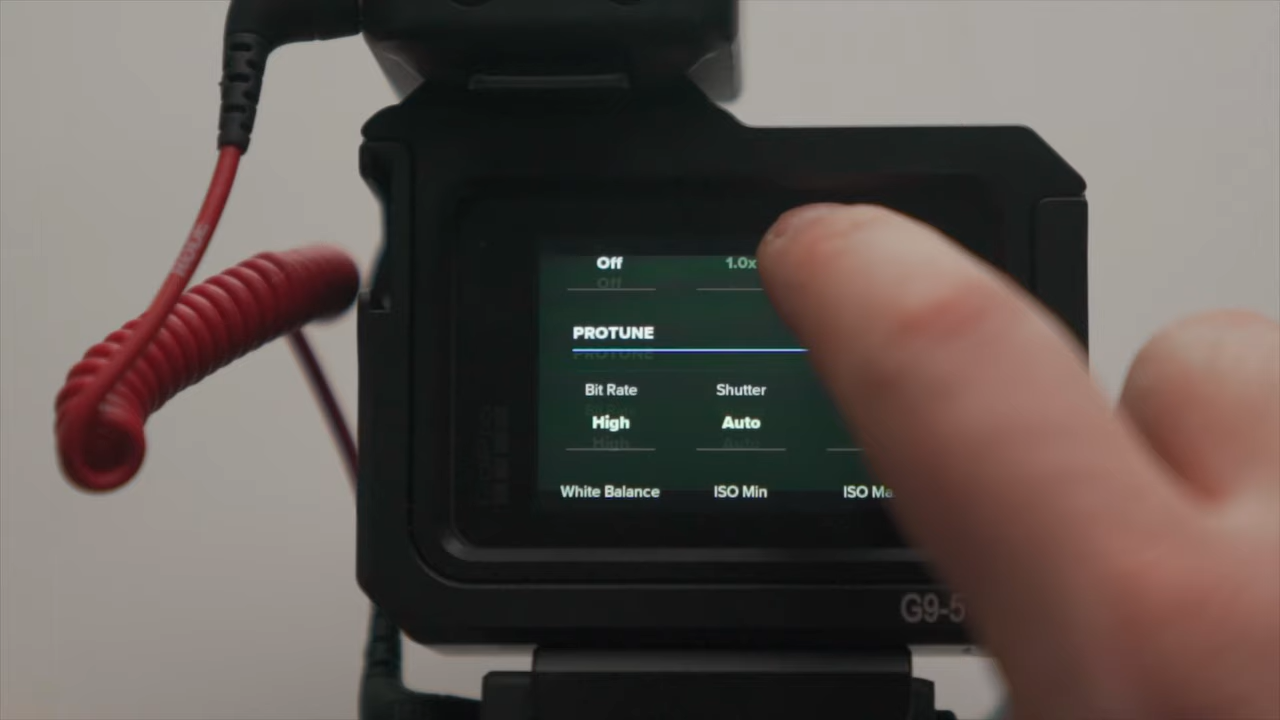 Off 1.0x
PROTUNE
Bit Rate Shutter
High Auto
White Balance ISO Min ISO Ma
G9-5